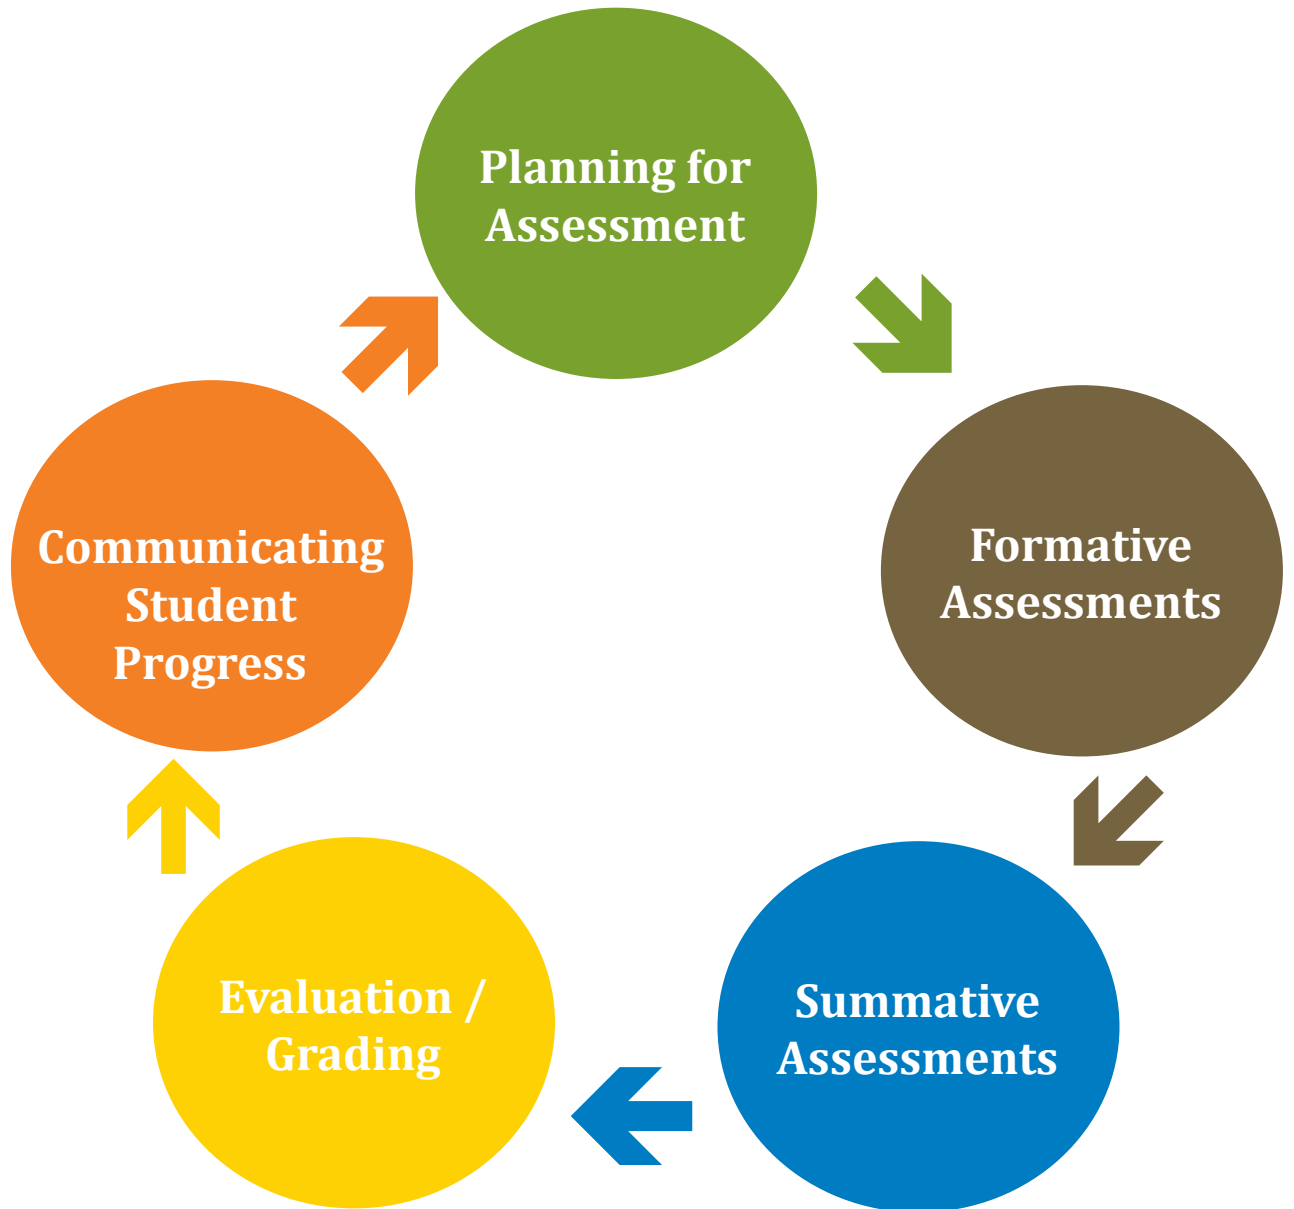 Planning for
Assessment
Formative
Assessments
Summative
Assessments
Evaluation /
Grading
Communicating
Student
Progress